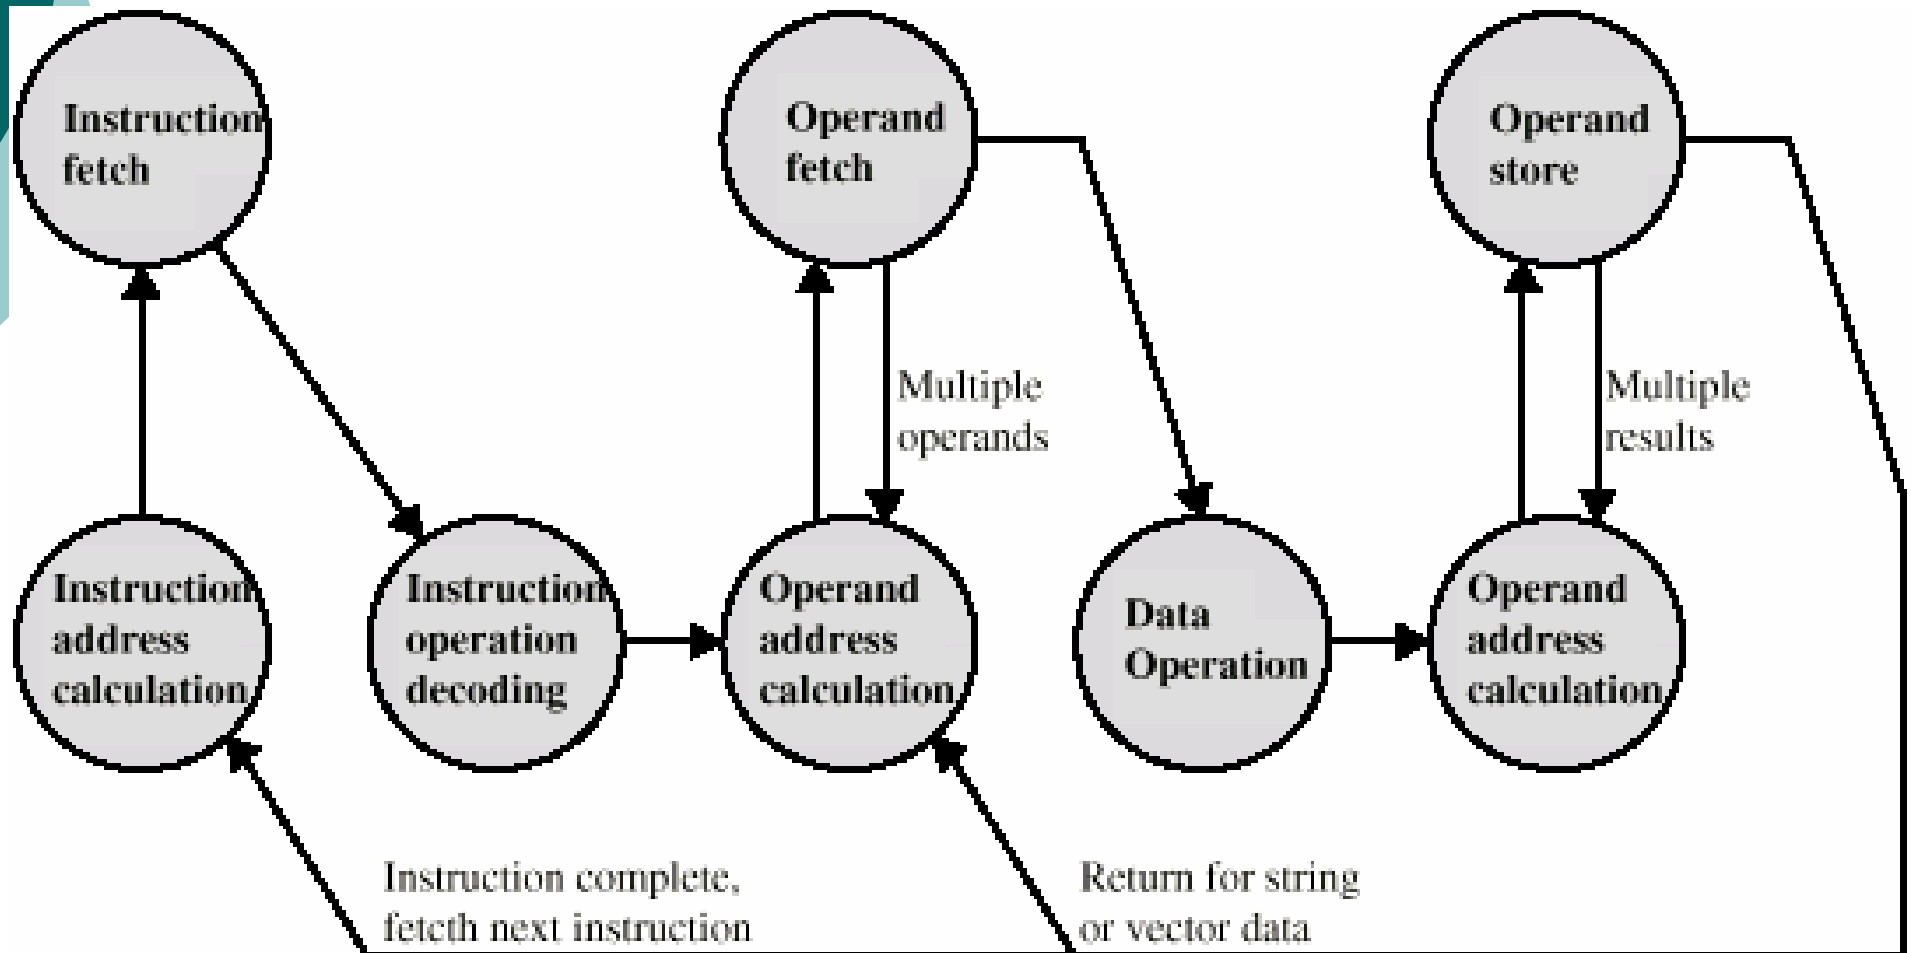 Instruction
fetch
Operand
fetch
Operand
store
Multiple
operands
Multiple
results
Instruction
address
calculation
Instruction
operation
decoding
Operand
address
calculation
Data
Operation
Operand
address
calculation
Instruction complete,
fetcth next instruction
Return for string
or vector data